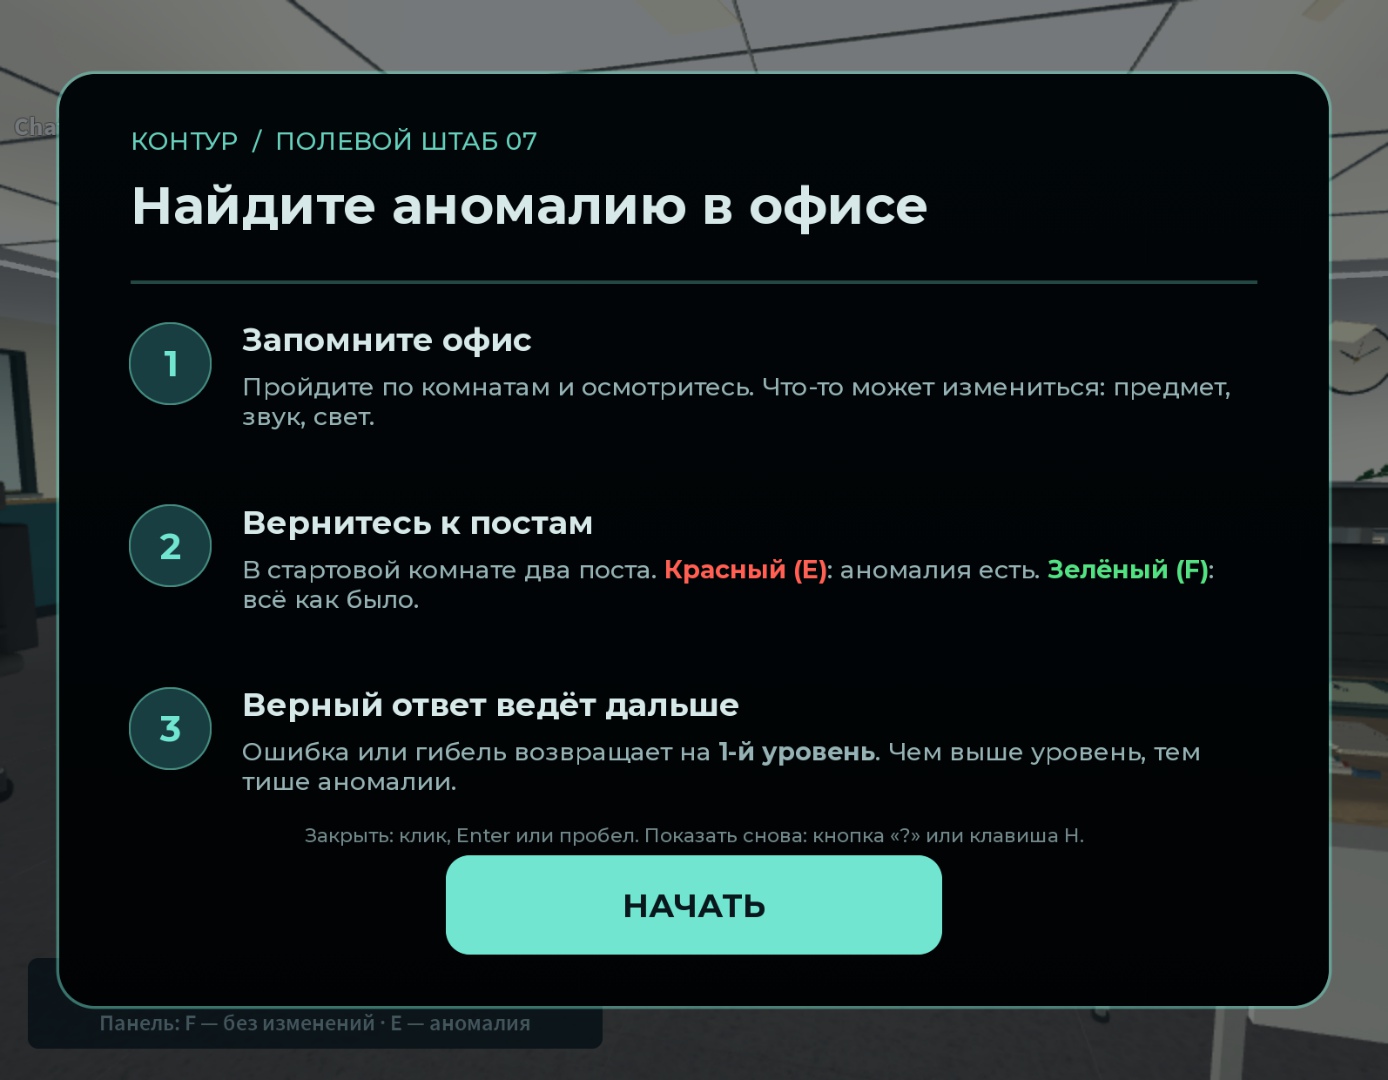 Cha
КОНТУР / ПОЛЕВОЙ ШТАБ 07
Найдите аномалию в офисе
1
Запомните офис
Пройдите по комнатам и осмотритесь. Что-то может измениться: предмет,
звук, свет.
2
Вернитесь к постам
В стартовой комнате два поста. Красный (E): аномалия есть. Зелёный (F):
всё как было.
3
Верный ответ ведёт дальше
Ошибка или гибель возвращает на 1-й уровень. Чем выше уровень, тем
тише аномалии.
Закрыть: клик, Enter или пробел. Показать снова: кнопка «?» или клавиша H.
НАЧАТЬ
Панель: F — без изменений · E — аномалия